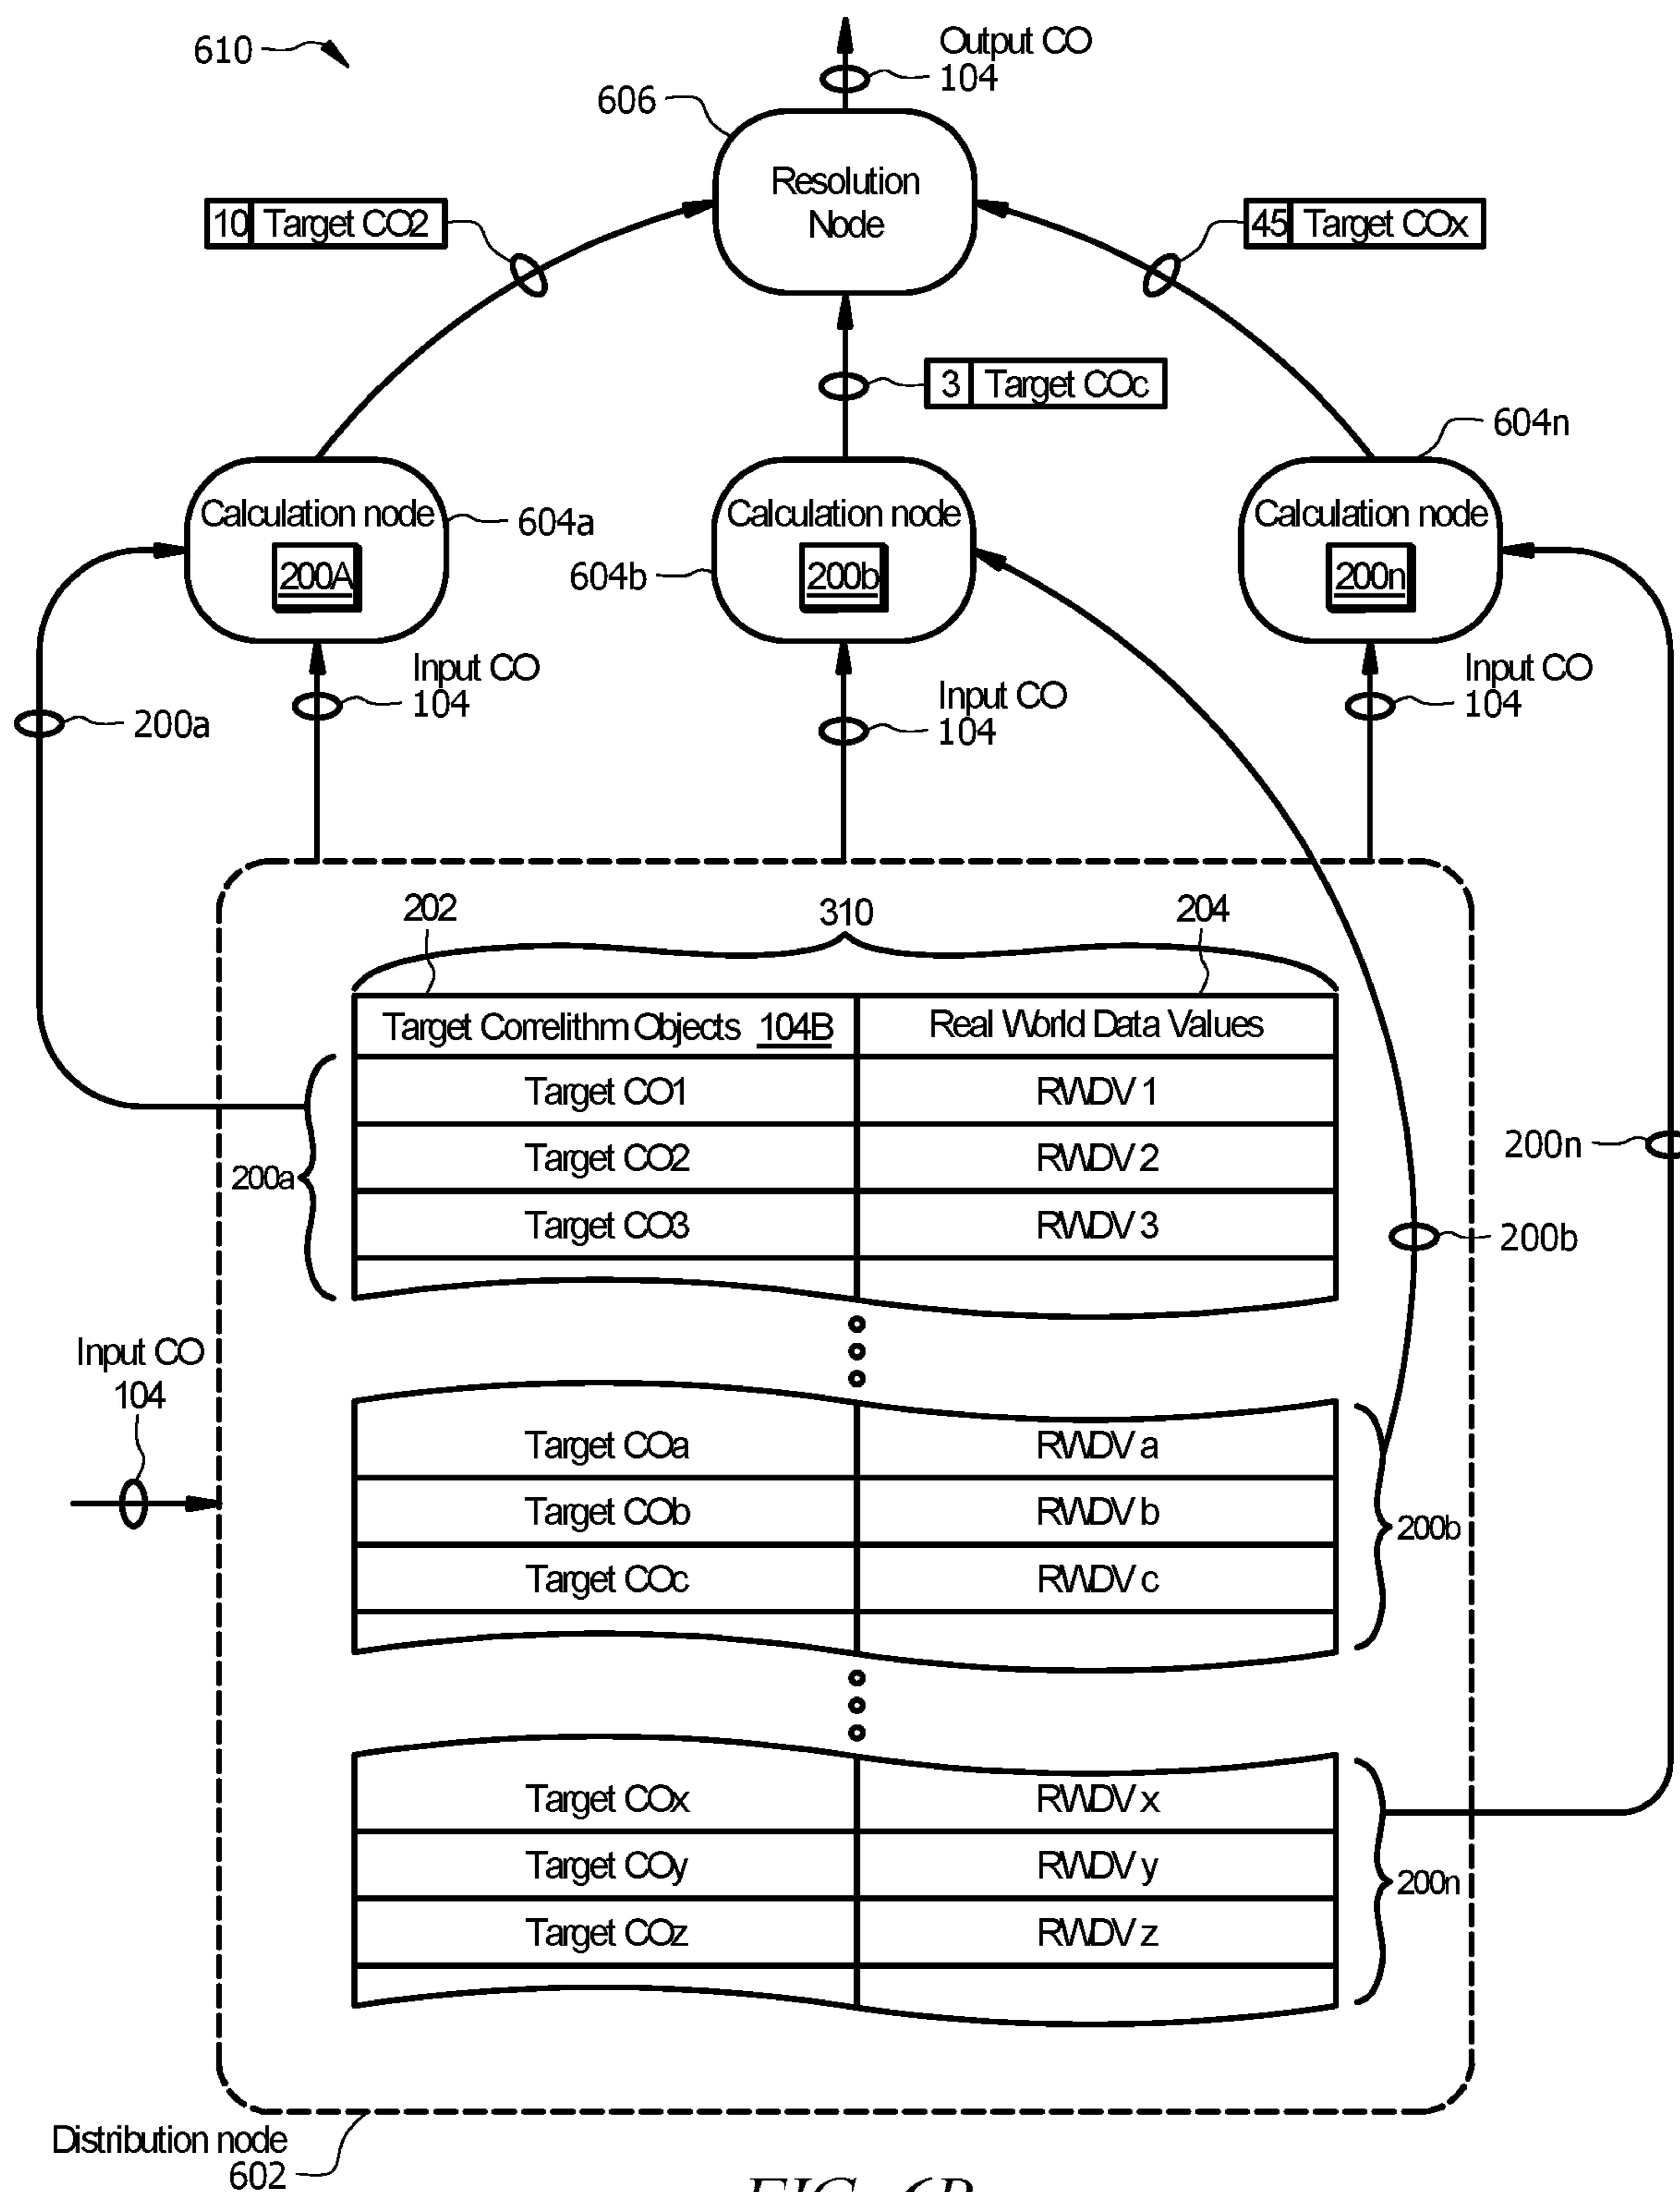 610
Output CO
104
606
Resolution
Node
10 Target CO2
45 Target COx
3 Target COc
604n
Calculation node
200A
604a
Calculation node
200b
604b
Calculation node
200n
Input CO
104
Input CO
104
Input CO
104
200a
202
310
204
Target Correlithm Objects 104B Real World Data Values
Target CO1 RWDV 1
Target CO2 RWDV 2
Target CO3 RWDV 3
200a
200n
200b
Input CO
104
Target COa RWDV a
Target COb RWDV b
Target COc RWDV c
200b
Target COx RWDV x
Target COy RWDV y
Target COz RWDV z
200n
Distribution node
602